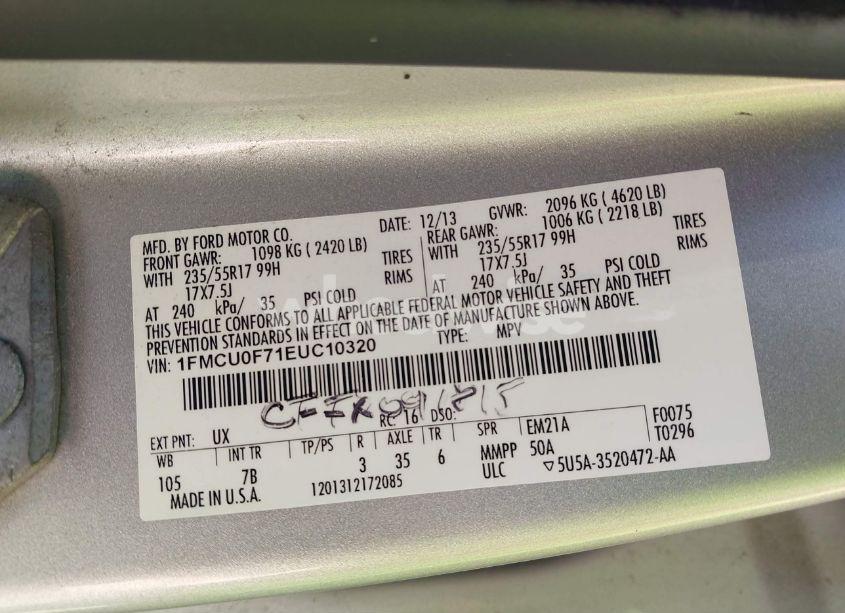 MFD. BY FORD MOTOR CO. DATE: 12/13 GVWR: 2096 KG ( 4620 LB)
FRONT GAWR: 1098 KG ( 2420 LB) REAR GAWR: 1006 KG ( 2218 LB)
WITH 235/55R17 99H TIRES WITH 235/55R17 99H TIRES
17X7.5J RIMS 17X7.5J RIMS
AT 240 kPa/ 35 PSI COLD AT 240 kPa/ 35 PSI COLD
THIS VEHICLE CONFORMS TO ALL APPLICABLE FEDERAL MOTOR VEHICLE SAFETY AND THEFT
PREVENTION STANDARDS IN EFFECT ON THE DATE OF MANUFACTURE SHOWN ABOVE.
VIN: 1FMCU0F71EUC10320 TYPE: MPV
RC: 16 DSO:
EXT PNT: UX EM21A F0075
WB INT TR TP/PS R AXLE TR SPR MMPP 50A T0296
105 7B 3 35 6 ULC ▽5U5A-3520472-AA
MADE IN U.S.A. 1201312172085